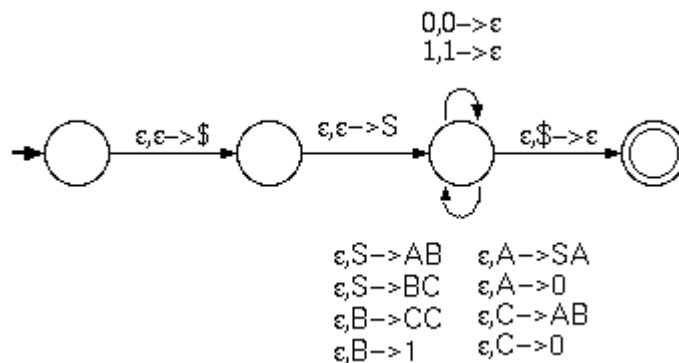 0,0->ε
1,1->ε
ε,ε->$
ε,ε->S
ε,$->ε
ε,S->AB
ε,A->SA
ε,S->BC
ε,A->0
ε,B->CC
ε,C->AB
ε,B->1
ε,C->0